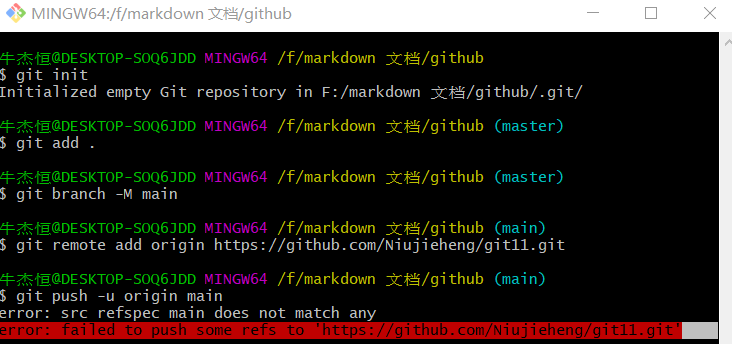 MINGW64:/f/markdown 文档/github
牛杰恒@DESKTOP-SOQ6JDD MINGW64 /f/markdown 文档/github
$ git init
Initialized empty Git repository in F:/markdown 文档/github/.git/
牛杰恒@DESKTOP-SOQ6JDD MINGW64 /f/markdown 文档/github (master)
$ git add .
牛杰恒@DESKTOP-SOQ6JDD MINGW64 /f/markdown 文档/github (master)
$ git branch -M main
牛杰恒@DESKTOP-SOQ6JDD MINGW64 /f/markdown 文档/github (main)
$ git remote add origin https://github.com/Niujieheng/git11.git
牛杰恒@DESKTOP-SOQ6JDD MINGW64 /f/markdown 文档/github (main)
$ git push -u origin main
error: src refspec main does not match any
error: failed to push some refs to 'https://github.com/Niujieheng/git11.git'